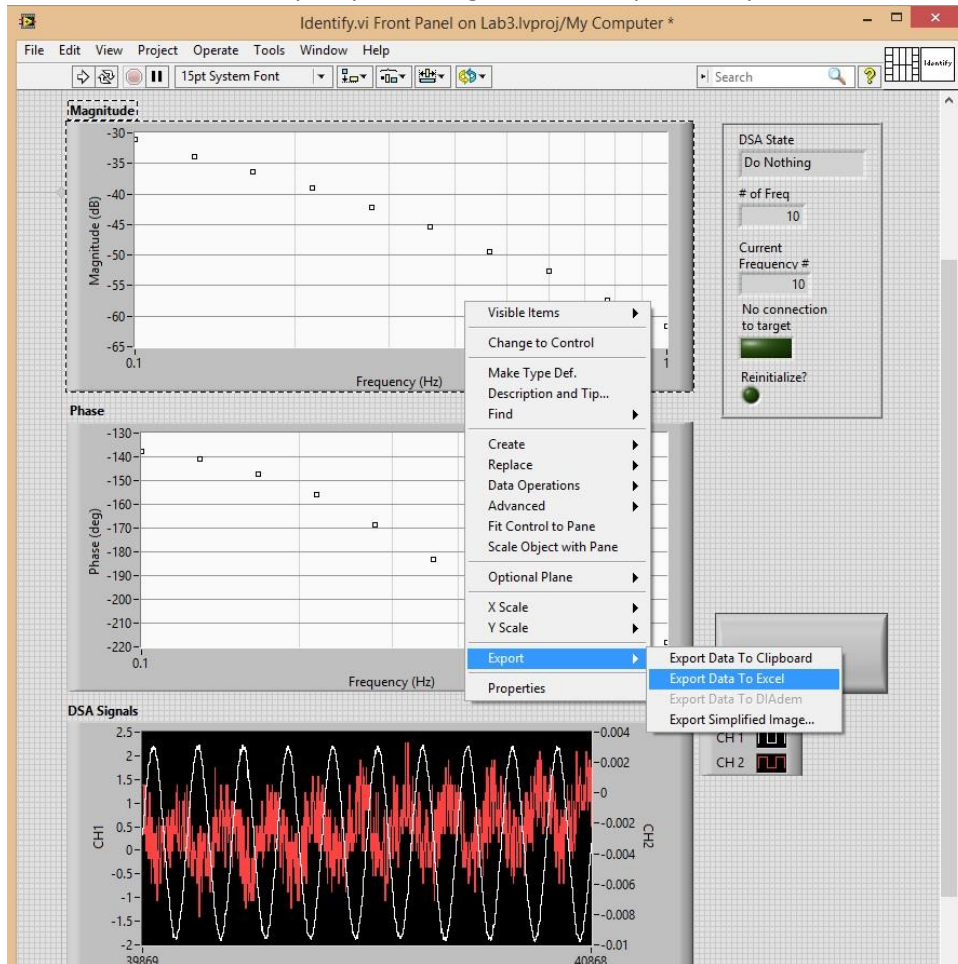 Identify.vi Front Panel on Lab3.lvproj/My Computer *
File Edit View Project Operate Tools Window Help
15pt System Font
Search
Identify
Magnitude
-30
-35
-40
-45
-50
-55
-60
-65
Magnitude (dB)
0.1
1
Frequency (Hz)
DSA State
Do Nothing
# of Freq
10
Current
Frequency #
10
No connection
to target
Reinitialize?
Phase
-130
-140
-150
-160
-170
-180
-190
-200
-210
-220
Phase (deg)
0.1
Frequency (Hz)
Visible Items
Change to Control
Make Type Def.
Description and Tip...
Find
Create
Replace
Data Operations
Advanced
Fit Control to Pane
Scale Object with Pane
Optional Plane
X Scale
Y Scale
Export
Properties
Export Data To Clipboard
Export Data To Excel
Export Data To DIAdem
Export Simplified Image...
DSA Signals
2.5
2
1.5
1
0.5
0
-0.5
-1
-1.5
-2
CH1
39869
40868
-0.004
-0.002
-0
--0.002
--0.004
--0.006
--0.008
--0.01
CH2
CH 1
CH 2